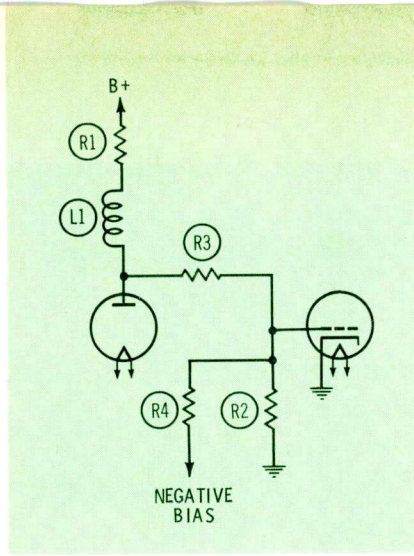 B+
R1
L1
R3
R4
R2
NEGATIVE
BIAS